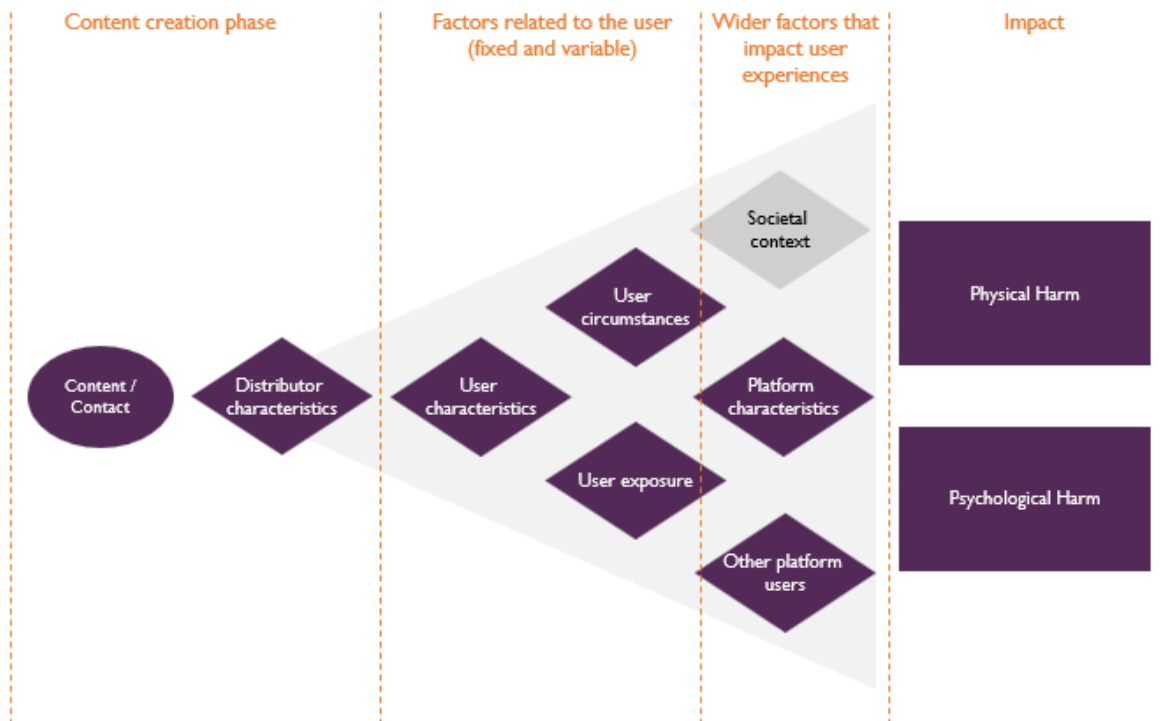 Content creation phase
Factors related to the user
(fixed and variable)
Wider factors that
impact user
experiences
Impact
Societal
context
User
circumstances
Physical Harm
Content /
Contact
Distributor
characteristics
User
characteristics
Platform
characteristics
User exposure
Psychological Harm
Other platform
users